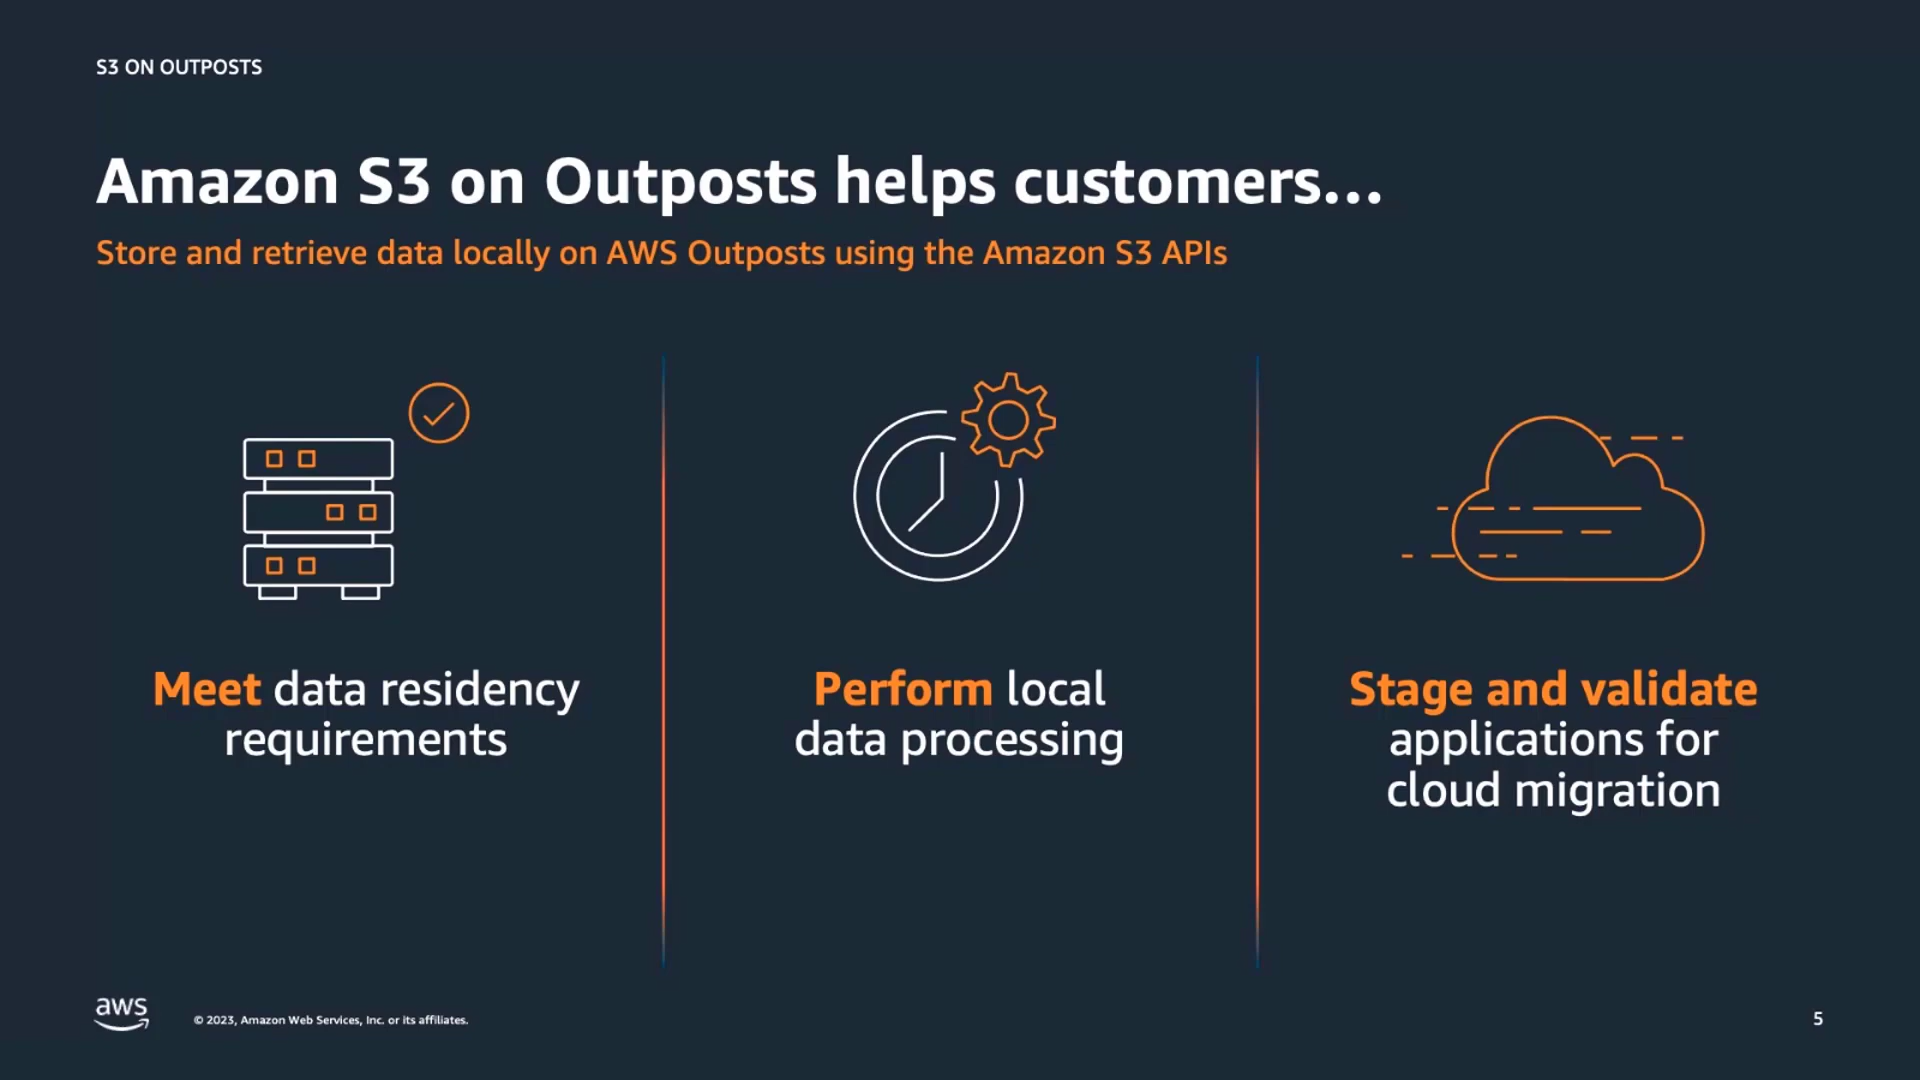 S3 ON OUTPOSTS
Amazon S3 on Outposts helps customers...
Store and retrieve data locally on AWS Outposts using the Amazon S3 APIs
Meet data residency
requirements
Perform local
data processing
Stage and validate
applications for
cloud migration
aws
© 2023, Amazon Web Services, Inc. or its affiliates.
5